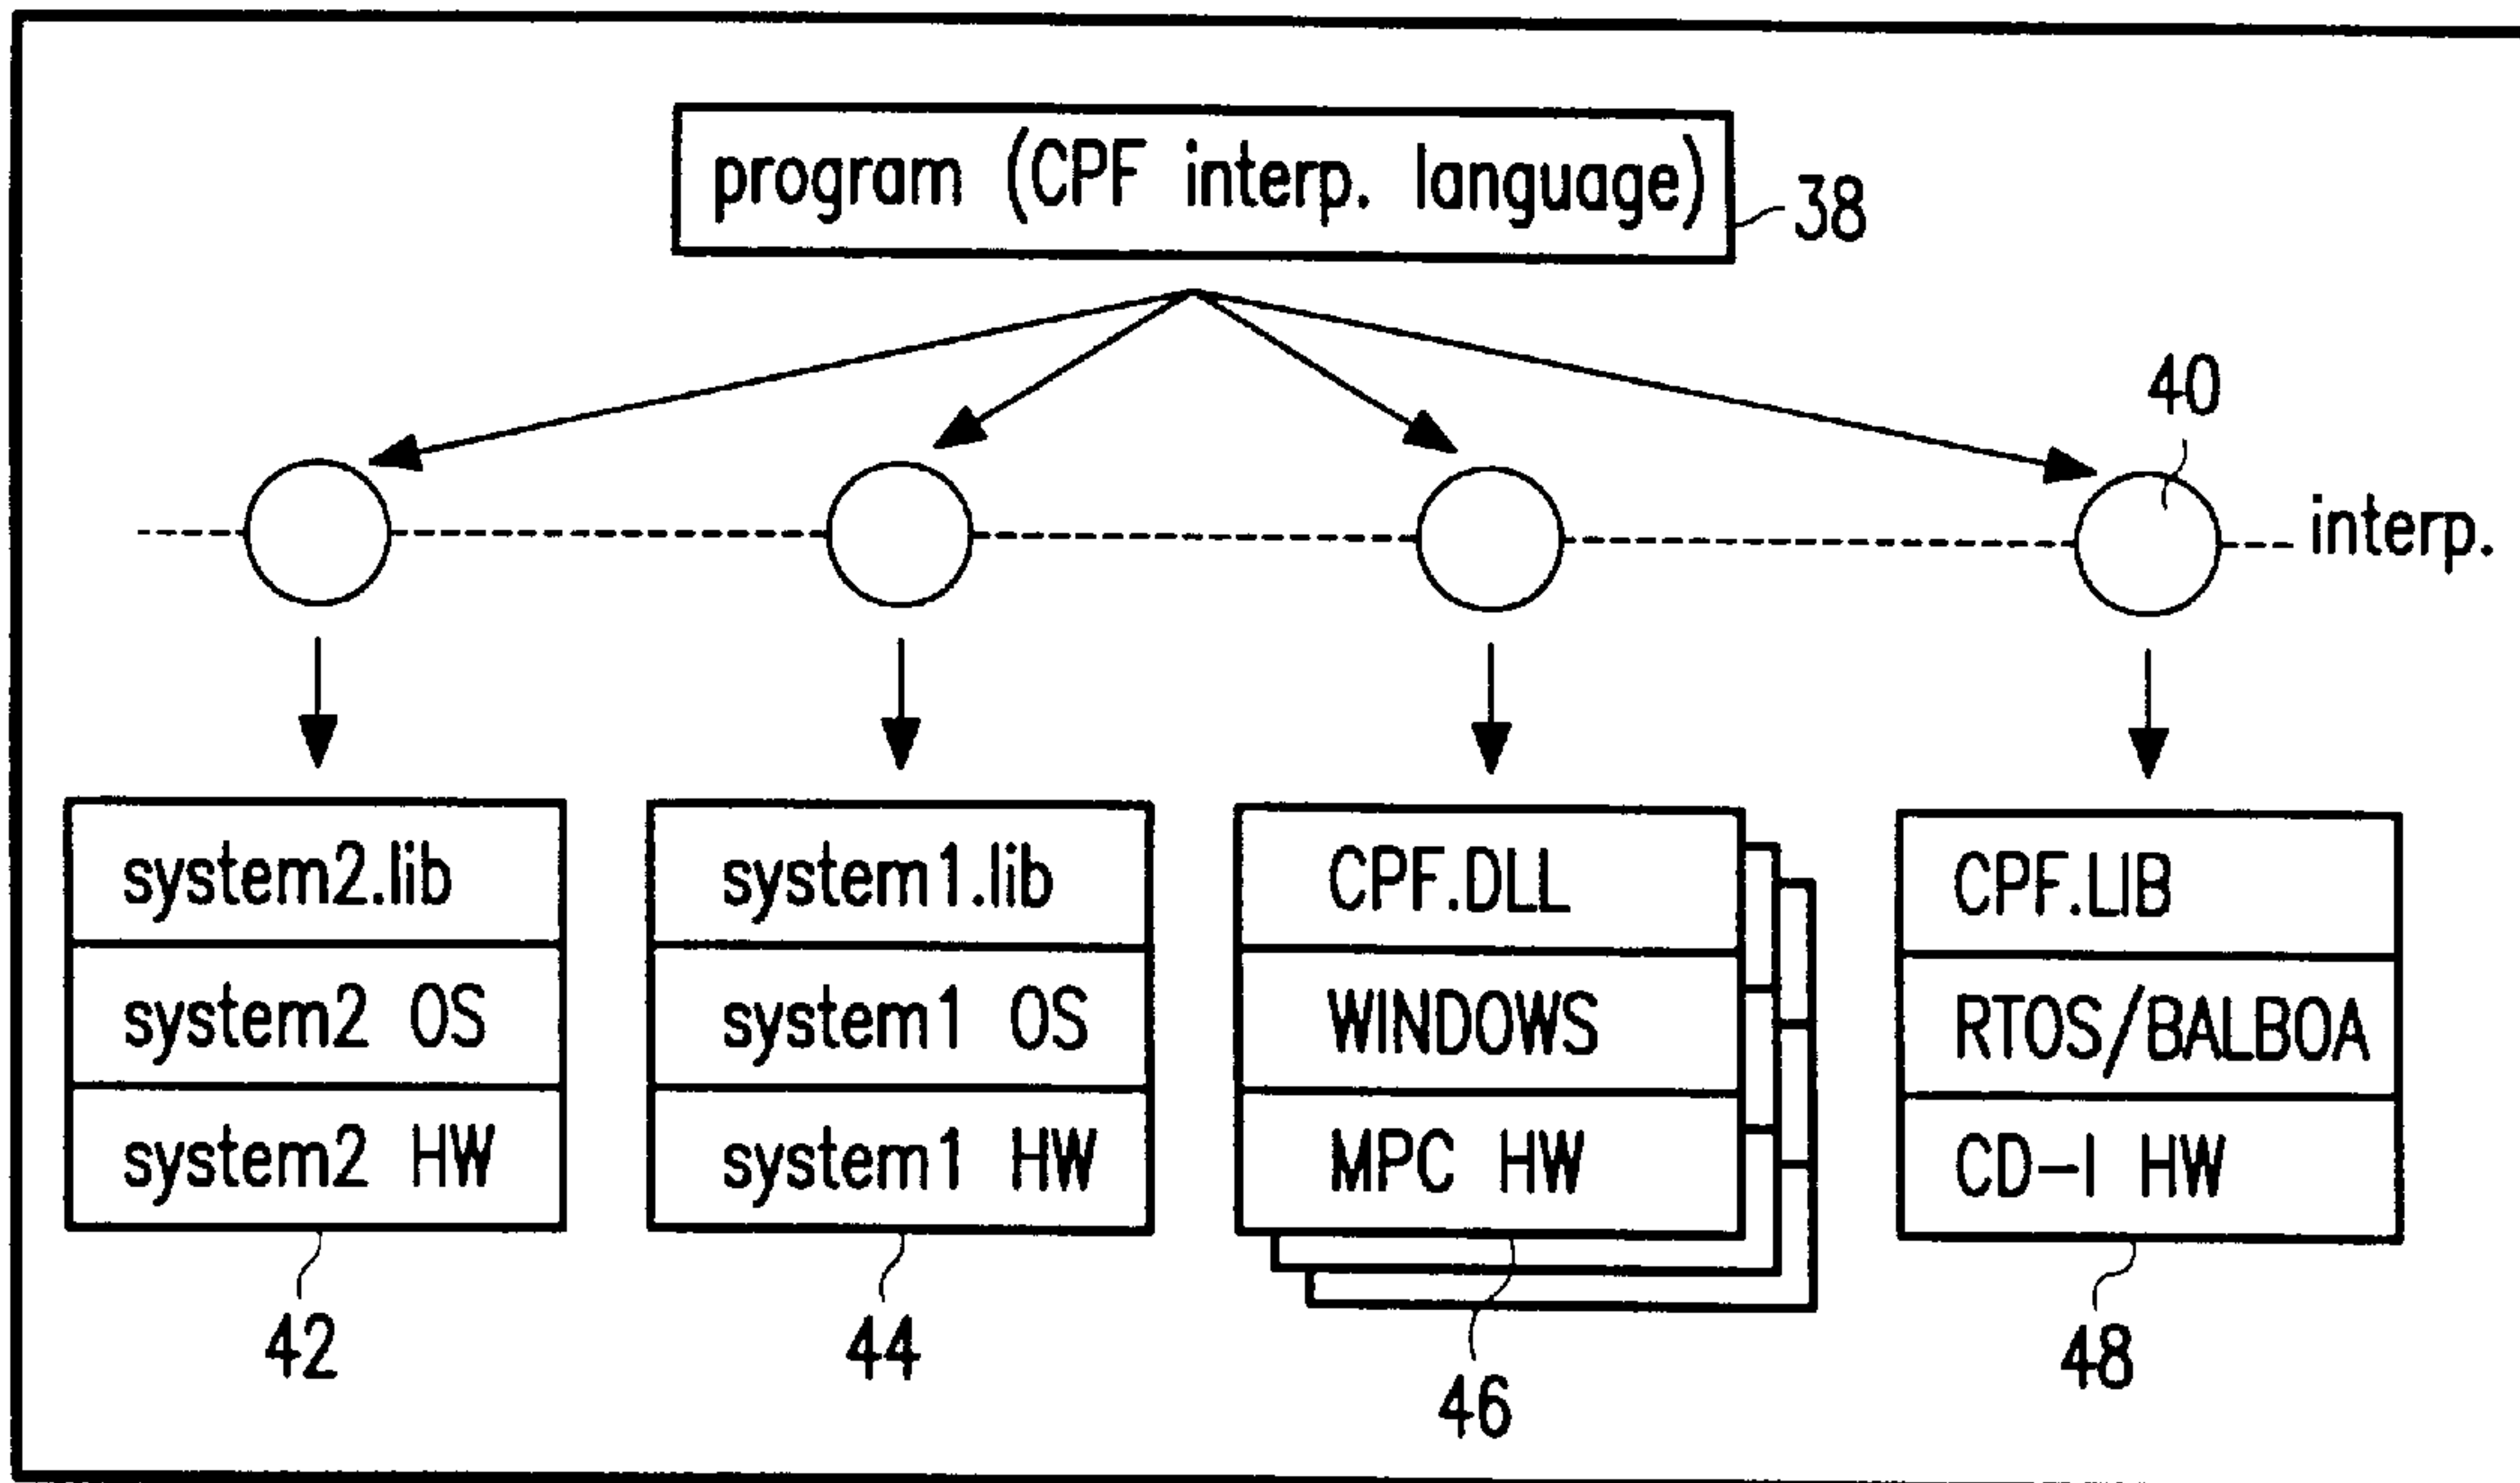 program (CPF interp. language)
38
40
interp.
system2.lib
system2 OS
system2 HW
42
system1.lib
system1 OS
system1 HW
44
CPF.DLL
WINDOWS
MPC HW
46
CPF.LIB
RTOS/BALBOA
CD-I HW
48